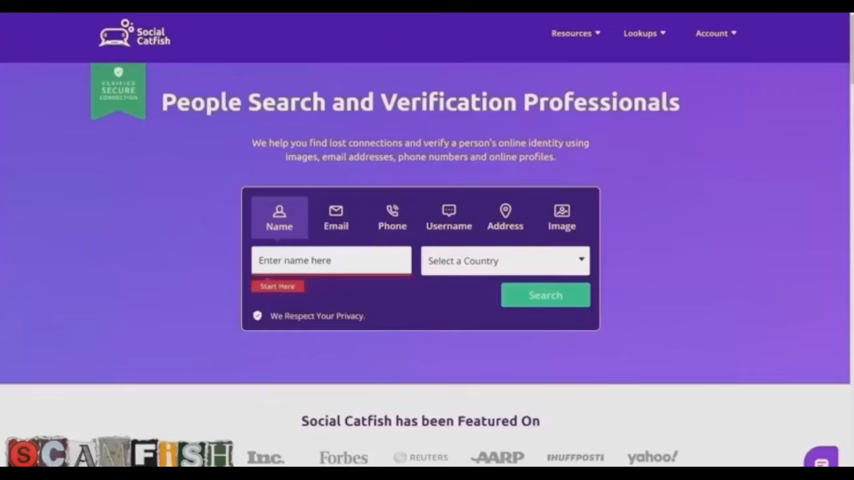 Social
Catfish
Resources
Lookups
Account
VERIFIED
SECURE
CONNECTION
People Search and Verification Professionals
We help you find lost connections and verify a person's online identity using
images, email addresses, phone numbers and online profiles.
Name
Email
Phone
Username
Address
Image
Enter name here
Select a Country
Start Here
Search
We Respect Your Privacy.
Social Catfish has been Featured On
SCAMFISH
Inc.
Forbes
REUTERS
AARP
IHUFFPOSTI
yahoo!